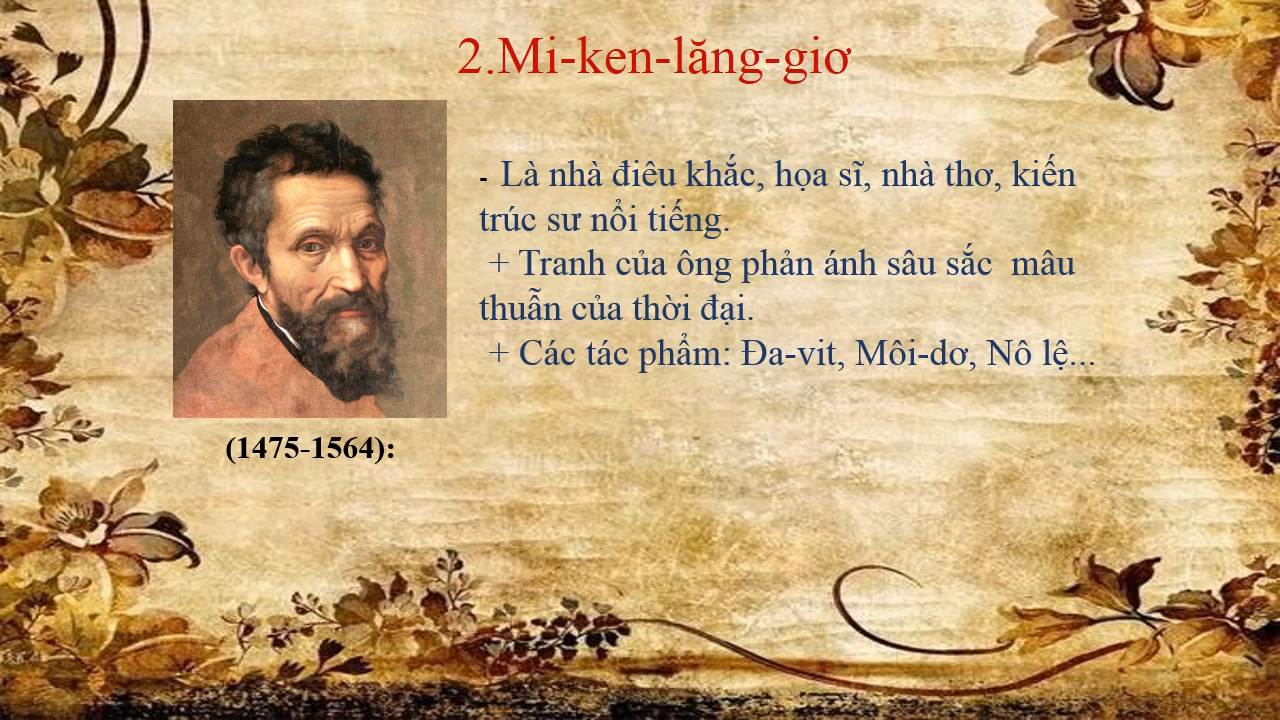 2.Mi-ken-lăng-giơ
- Là nhà điêu khắc, họa sĩ, nhà thơ, kiến
trúc sư nổi tiếng.
+ Tranh của ông phản ánh sâu sắc mâu
thuẫn của thời đại.
+ Các tác phẩm: Đa-vit, Môi-dơ, Nô lệ...
(1475-1564):